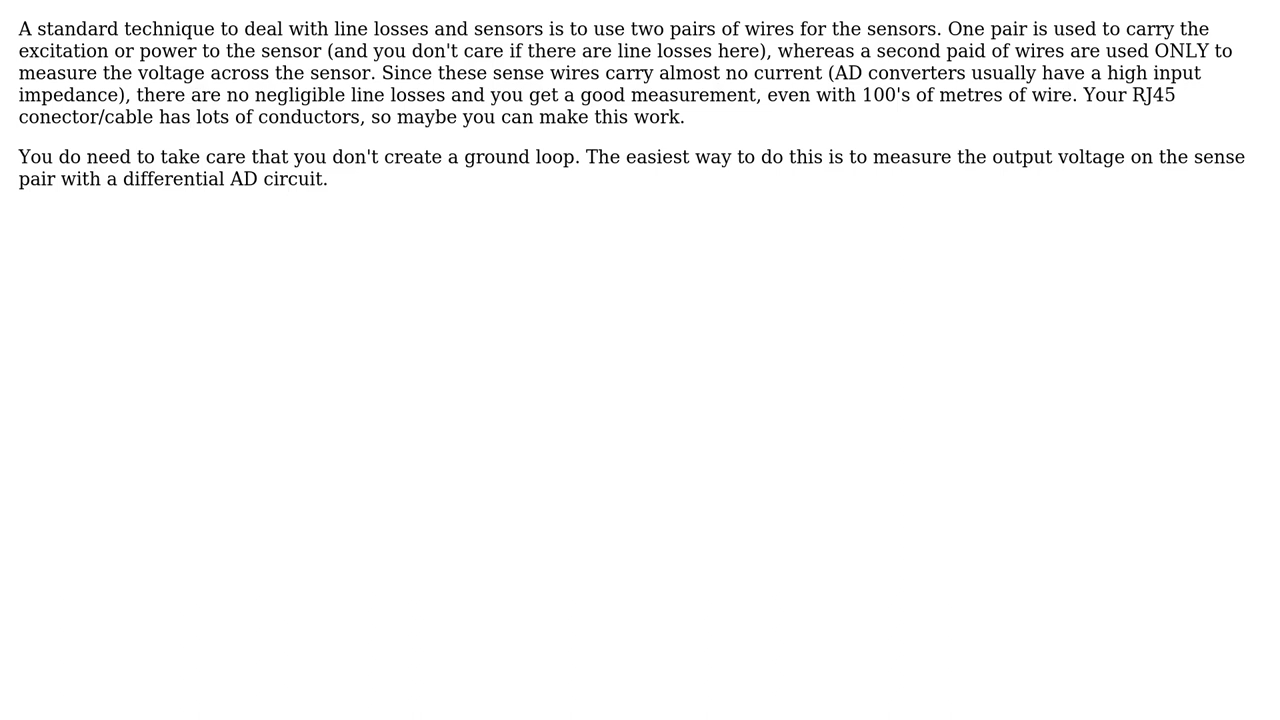 A standard technique to deal with line losses and sensors is to use two pairs of wires for the sensors. One pair is used to carry the
excitation or power to the sensor (and you don't care if there are line losses here), whereas a second paid of wires are used ONLY to
measure the voltage across the sensor. Since these sense wires carry almost no current (AD converters usually have a high input
impedance), there are no negligible line losses and you get a good measurement, even with 100's of metres of wire. Your RJ45
conector/cable has lots of conductors, so maybe you can make this work.
You do need to take care that you don't create a ground loop. The easiest way to do this is to measure the output voltage on the sense
pair with a differential AD circuit.